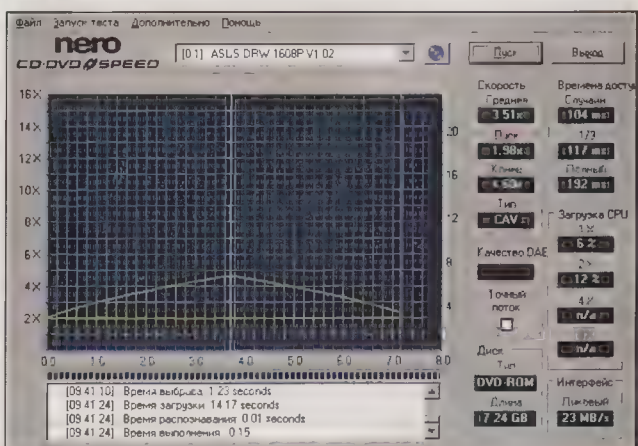 Файл Запуск теста Дополнительно Помощь
nero
CD·DVD SPEED
[0:1] ASUS DRW 1608P V1 02
Пуск
Выход
16X
14X
12X
10X
8X
6X
4X
2X
20
16
12
8
4
0.0 1.0 2.0 3.0 4.0 5.0 6.0 7.0 8.0
Скорость
Средняя
3.51x
Пуск
1.98x
Конец
Тип
CAV
Качество DAE
Точный поток
Диск
Тип
DVD-ROM
Длина
7.24 GB
Времена доступа
Случайн
104 ms
1/3
117 ms
Полный
192 ms
Загрузка CPU
1 X
6 %
2 X
12 %
4 X
n/a
n/a
Интерфейс
Пиковый
23 MB/s
[09 41 10] Время выброса 1 23 seconds
[09 41 24] Время загрузки 14 17 seconds
[09 41 24] Время распознавания 0 01 seconds
[09 41 24] Время выполнения 0 15